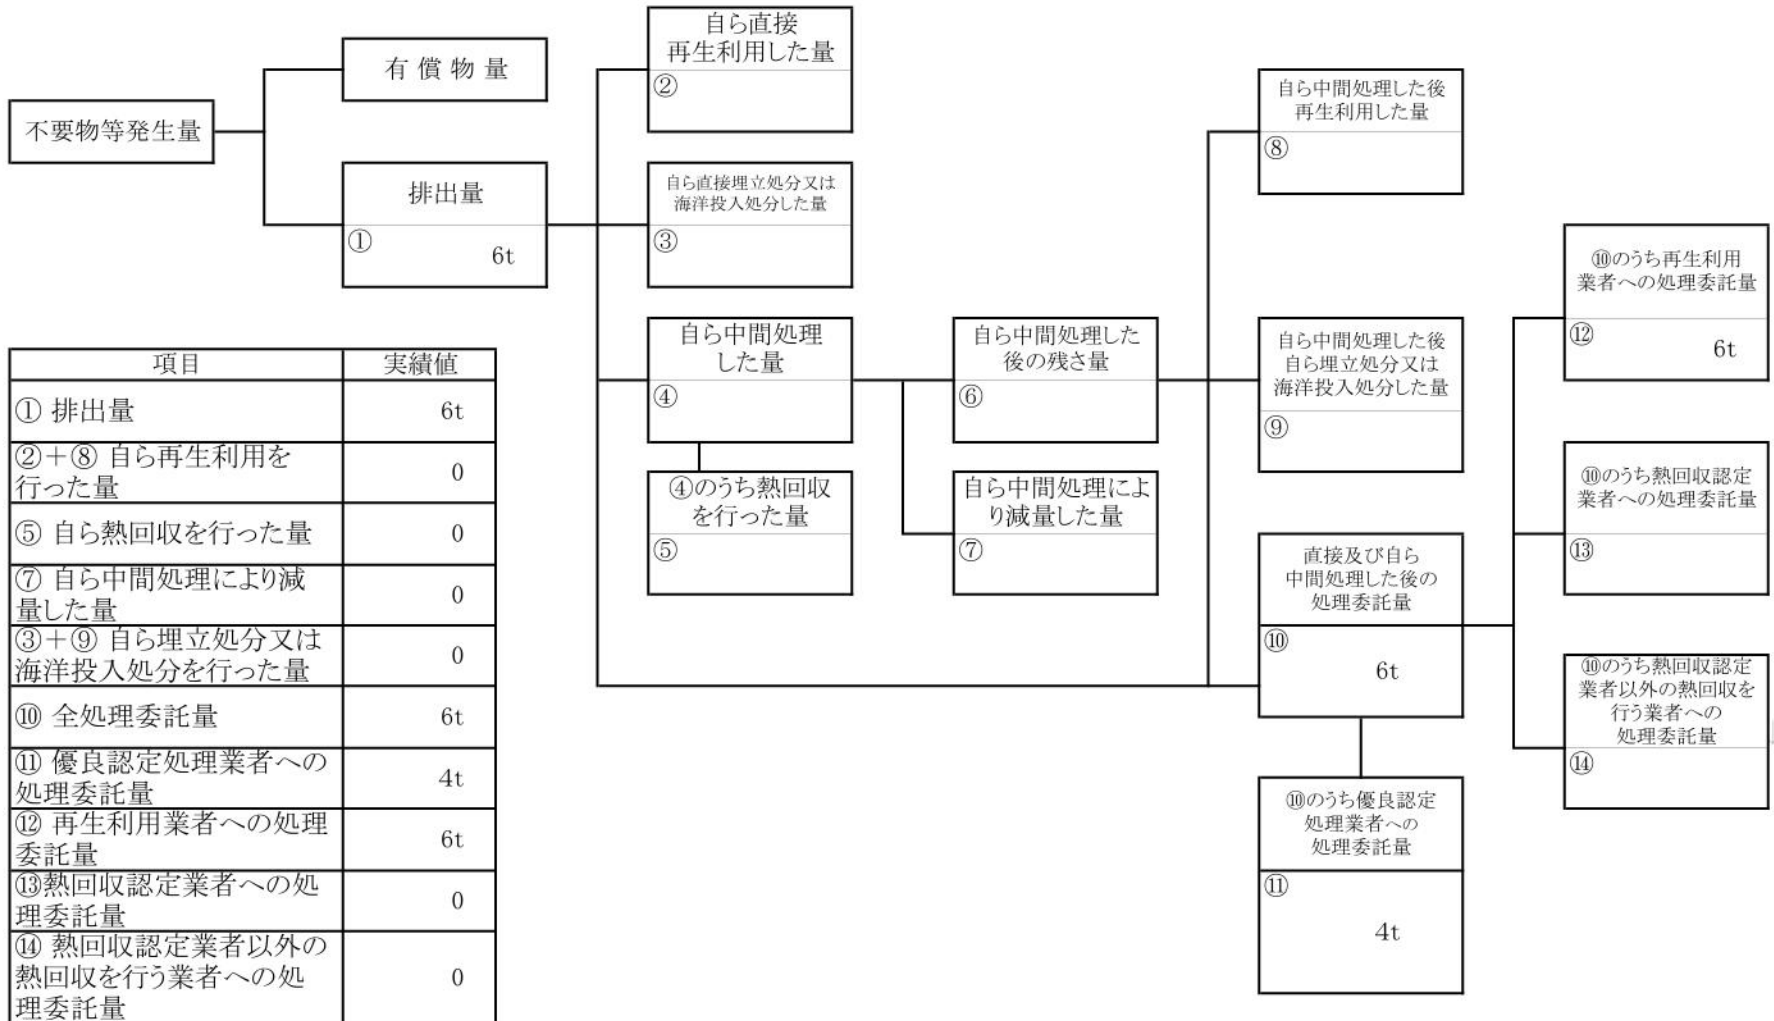 不要物等発生量
有 償 物 量
排出量
①
6t
自ら直接
再生利用した量
②
自ら直接埋立処分又は
海洋投入処分した量
③
自ら中間処理
した量
④
④のうち熱回収
を行った量
⑤
自ら中間処理した
後の残さ量
⑥
自ら中間処理によ
り減量した量
⑦
自ら中間処理した後
再生利用した量
⑧
自ら中間処理した後
自ら埋立処分又は
海洋投入処分した量
⑨
直接及び自ら
中間処理した後の
処理委託量
⑩
6t
⑩のうち優良認定
処理業者への
処理委託量
⑪
4t
⑩のうち再生利用
業者への処理委託量
⑫
6t
⑩のうち熱回収認定
業者への処理委託量
⑬
⑩のうち熱回収認定
業者以外の熱回収を
行う業者への
処理委託量
⑭
項目 実績値
① 排出量 6t
②＋⑧ 自ら再生利用を
行った量 0
⑤ 自ら熱回収を行った量 0
⑦ 自ら中間処理により減
量した量 0
③＋⑨ 自ら埋立処分又は
海洋投入処分を行った量 0
⑩ 全処理委託量 6t
⑪ 優良認定処理業者への
処理委託量 4t
⑫ 再生利用業者への処理
委託量 6t
⑬熱回収認定業者への処
理委託量 0
⑭ 熱回収認定業者以外の
熱回収を行う業者への処
理委託量 0